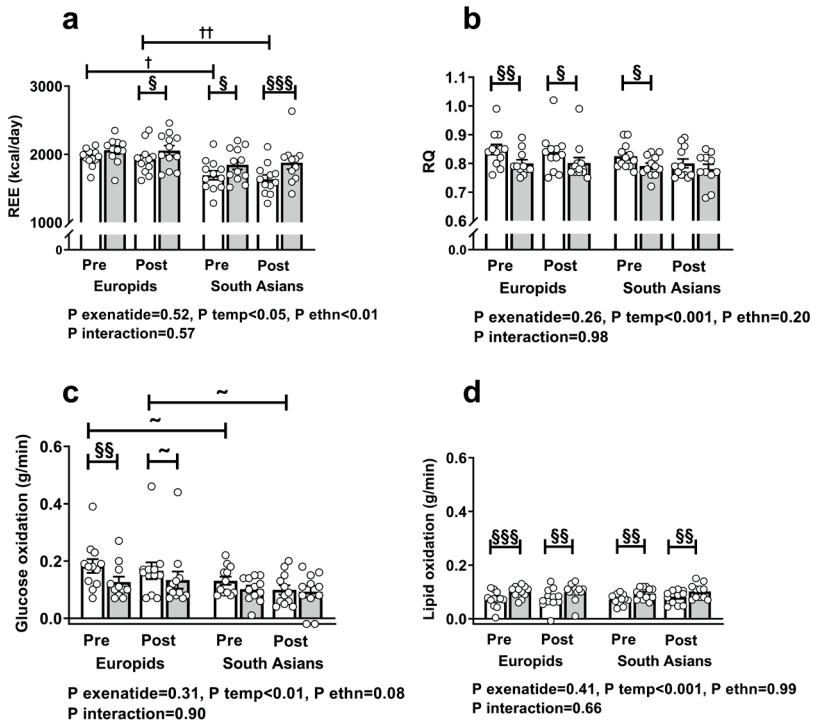 a
††
†
§
§
§§§
REE (kcal/day)
3000
2000
1000
0
Pre
Post
Pre
Post
Europids
South Asians
P exenatide=0.52, P temp<0.05, P ethn<0.01
P interaction=0.57
b
§§
§
§
RQ
1.1
1.0
0.9
0.8
0.7
0.6
0.0
Pre
Post
Pre
Post
Europids
South Asians
P exenatide=0.26, P temp<0.001, P ethn=0.20
P interaction=0.98
c
~
~
§§
~
Glucose oxidation (g/min)
0.6
0.4
0.2
0.0
Pre
Post
Pre
Post
Europids
South Asians
P exenatide=0.31, P temp<0.01, P ethn=0.08
P interaction=0.90
d
§§§
§§
§§
§§
Lipid oxidation (g/min)
0.6
0.4
0.2
0.0
Pre
Post
Pre
Post
Europids
South Asians
P exenatide=0.41, P temp<0.001, P ethn=0.99
P interaction=0.66